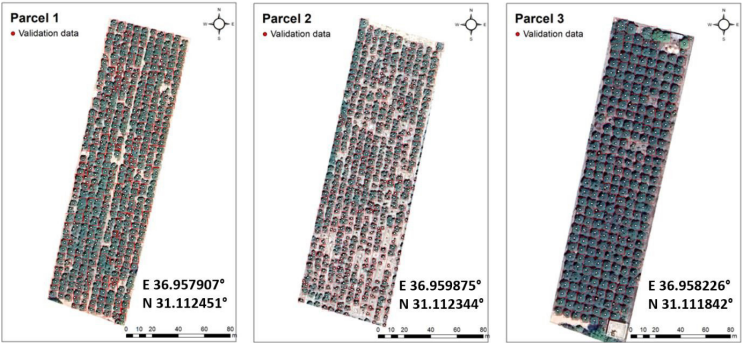 Parcel 1
Validation data
N
W E
S
E 36.957907°
N 31.112451°
0 10 20 40 60 80
m
Parcel 2
Validation data
N
W E
S
E 36.959875°
N 31.112344°
0 10 20 40 60 80
m
Parcel 3
Validation data
N
W E
S
E 36.958226°
N 31.111842°
0 10 20 40 60 80
m